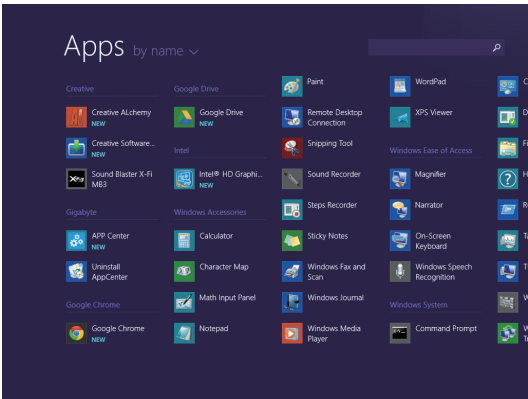 Apps by name
Creative
Creative ALchemy
NEW
Creative Software...
NEW
Sound Blaster X-Fi
MB3
Gigabyte
APP Center
NEW
Uninstall
AppCenter
Google Chrome
Google Chrome
NEW
Google Drive
Google Drive
NEW
Intel
Intel® HD Graphi...
NEW
Windows Accessories
Calculator
Character Map
Math Input Panel
Notepad
Paint
Remote Desktop
Connection
Snipping Tool
Sound Recorder
Steps Recorder
Sticky Notes
Windows Fax and
Scan
Windows Journal
Windows Media
Player
WordPad
XPS Viewer
Windows Ease of Access
Magnifier
Narrator
On-Screen
Keyboard
Windows Speech
Recognition
Windows System
Command Prompt